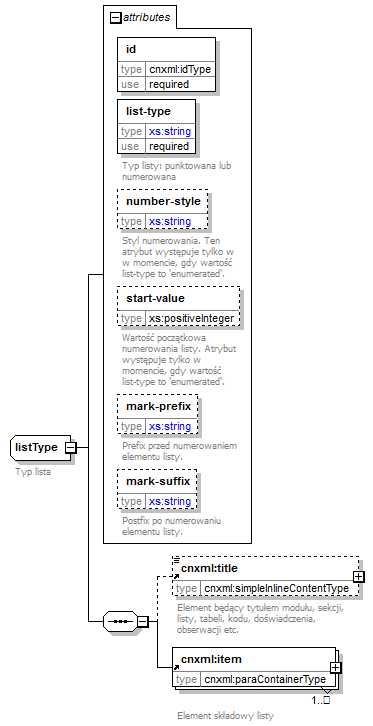 attributes
id
type cnxml:idType
use required
list-type
type xs:string
use required
Typ listy: punktowana lub
numerowana
number-style
type xs:string
Styl numerowania. Ten
atrybut występuje tylko w
w momencie, gdy wartość
list-type to 'enumerated'.
start-value
type xs:positiveInteger
Wartość początkowa
numerowania listy. Atrybut
występuje tylko w
momencie, gdy wartość
list-type to 'enumerated'.
mark-prefix
type xs:string
Prefix przed numerowaniem
elementu listy.
mark-suffix
type xs:string
Postfix po numerowaniu
elementu listy.
listType
Typ lista
cnxml:title
type cnxml:simpleInlineContentType
Element będący tytułem modułu, sekcji,
listy, tabeli, kodu, doświadczenia,
obserwacji etc.
cnxml:item
type cnxml:paraContainerType
1..□
Element składowy listy